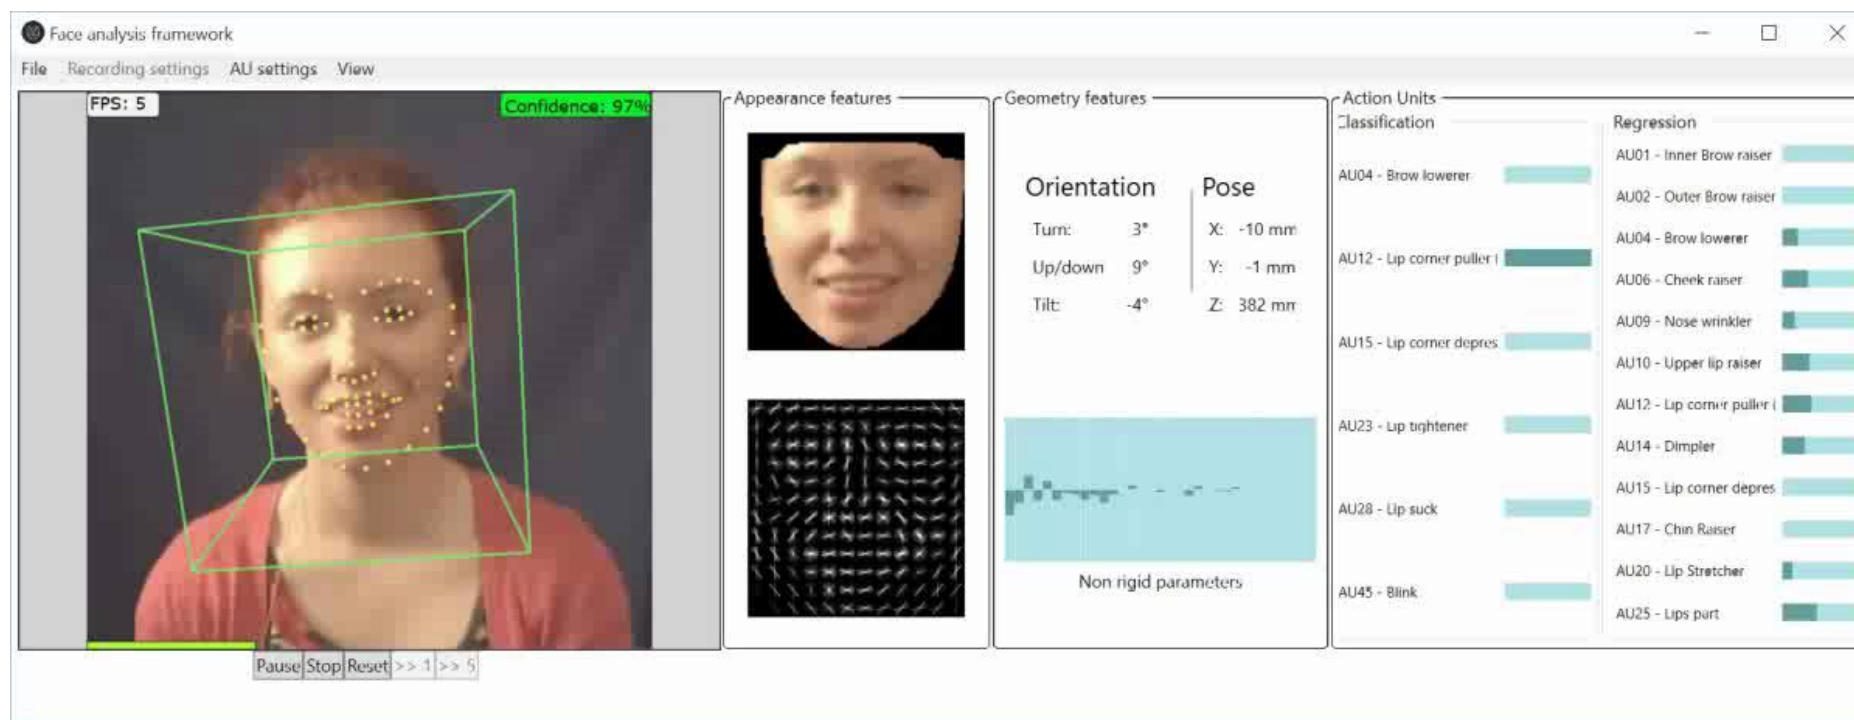 Face analysis framework
File Recording settings AU settings View
FPS: 5
Confidence: 97%
Pause Stop Reset >> 1 >> 5
Appearance features
Geometry features
Orientation
Turn: 3°
Up/down 9°
Tilt: -4°
Pose
X: -10 mm
Y: -1 mm
Z: 382 mm
Non rigid parameters
Action Units
Classification
AU04 - Brow lowerer
AU12 - Lip corner puller (
AU15 - Lip corner depres
AU23 - Lip tightener
AU28 - Lip suck
AU45 - Blink
Regression
AU01 - Inner Brow raiser
AU02 - Outer Brow raiser
AU04 - Brow lowerer
AU06 - Cheek raiser
AU09 - Nose wrinkler
AU10 - Upper lip raiser
AU12 - Lip corner puller (
AU14 - Dimpler
AU15 - Lip corner depres
AU17 - Chin Raiser
AU20 - Lip Stretcher
AU25 - Lips part